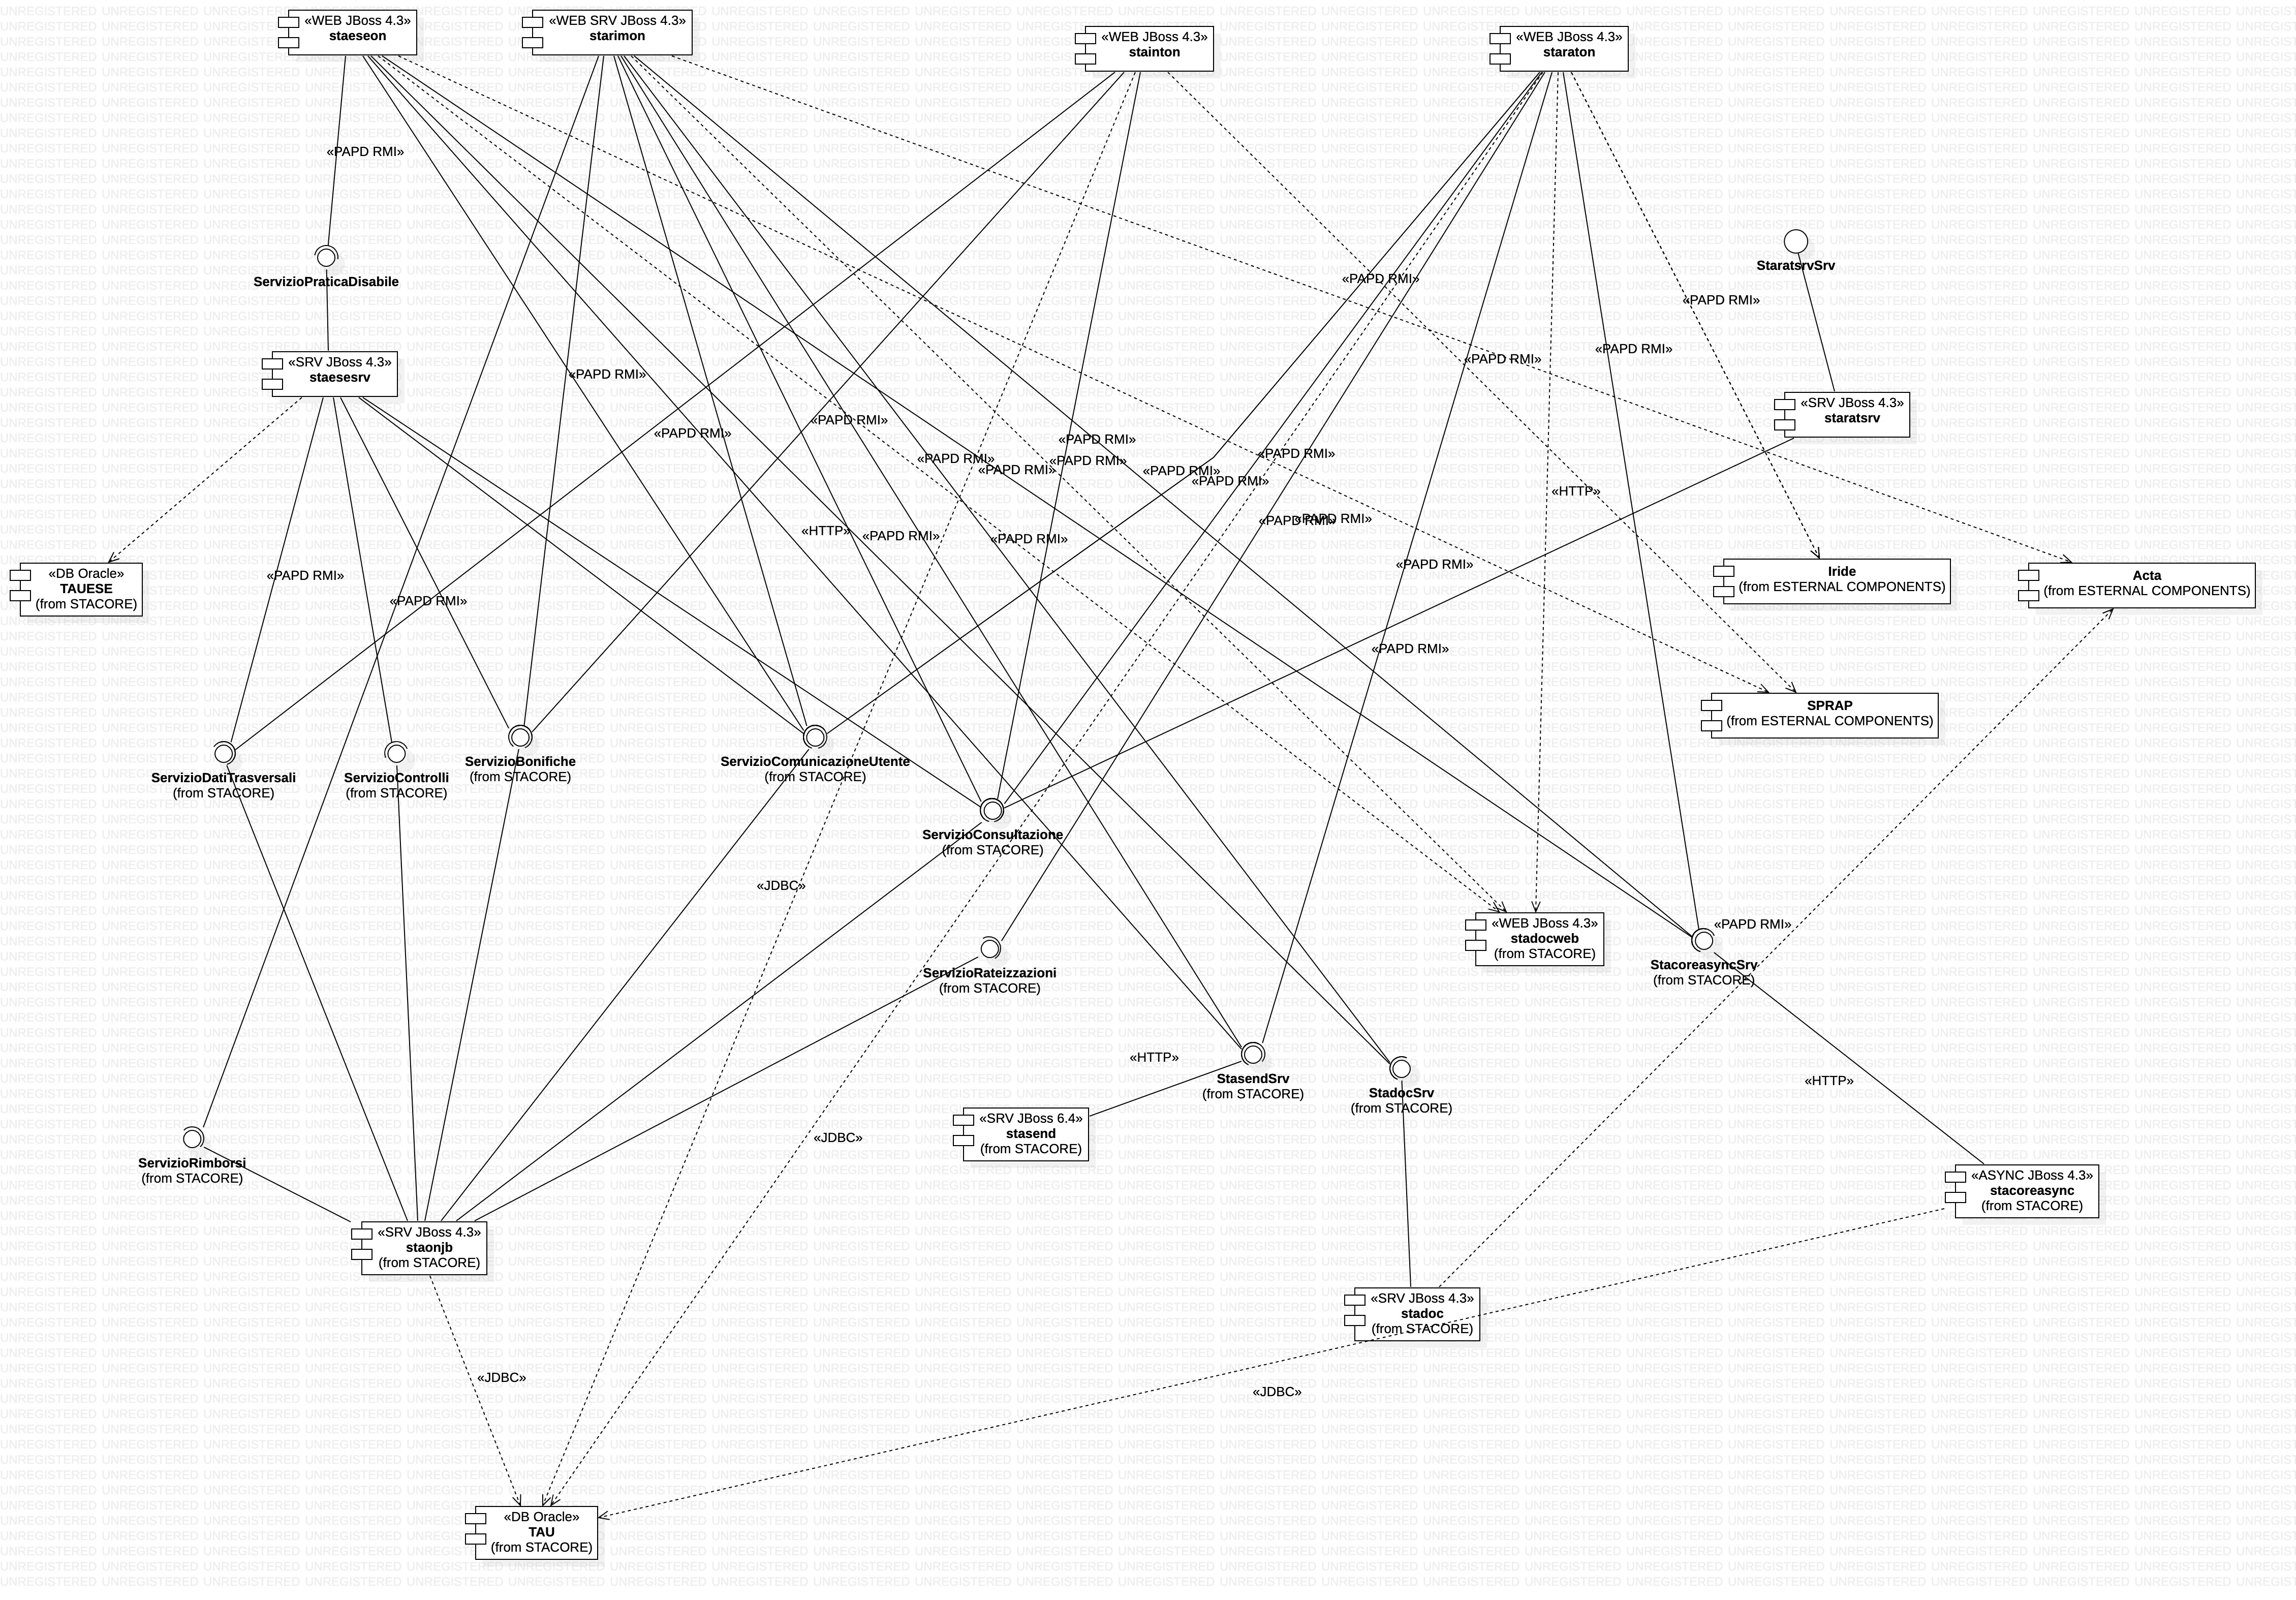 «WEB JBoss 4.3»
staeseon
«WEB SRV JBoss 4.3»
starimon
«WEB JBoss 4.3»
stainton
«WEB JBoss 4.3»
staraton
«PAPD RMI»
ServizioPraticaDisabile
«PAPD RMI»
StaratsrvSrv
«PAPD RMI»
«PAPD RMI»
«PAPD RMI»
«SRV JBoss 4.3»
staesesrv
«PAPD RMI»
«SRV JBoss 4.3»
staratsrv
«PAPD RMI»
«PAPD RMI»
«PAPD RMI»
«PAPD RMI»
«PAPD RMI»
«PAPD RMI»
«PAPD RMI»
«PAPD RMI»
«PAPD RMI»
«HTTP»
«HTTP»
«PAPD RMI»
«PAPD RMI»
«PAPD RMI»
«PAPD RMI»
«PAPD RMI»
«PAPD RMI»
«DB Oracle»
TAUESE
(from STACORE)
«PAPD RMI»
«PAPD RMI»
Iride
(from ESTERNAL COMPONENTS)
Acta
(from ESTERNAL COMPONENTS)
«PAPD RMI»
SPRAP
(from ESTERNAL COMPONENTS)
ServizioDatiTrasversali
(from STACORE)
ServizioControlli
(from STACORE)
ServizioBonifiche
(from STACORE)
ServizioComunicazioneUtente
(from STACORE)
ServizioConsultazione
(from STACORE)
«JDBC»
«WEB JBoss 4.3»
stadocweb
(from STACORE)
«PAPD RMI»
StacoreasyncSrv
(from STACORE)
ServizioRateizzazioni
(from STACORE)
«HTTP»
StasendSrv
(from STACORE)
StadocSrv
(from STACORE)
«HTTP»
«SRV JBoss 6.4»
stasend
(from STACORE)
«JDBC»
ServizioRimborsi
(from STACORE)
«ASYNC JBoss 4.3»
stacoreasync
(from STACORE)
«SRV JBoss 4.3»
staonjb
(from STACORE)
«SRV JBoss 4.3»
stadoc
(from STACORE)
«JDBC»
«JDBC»
«DB Oracle»
TAU
(from STACORE)